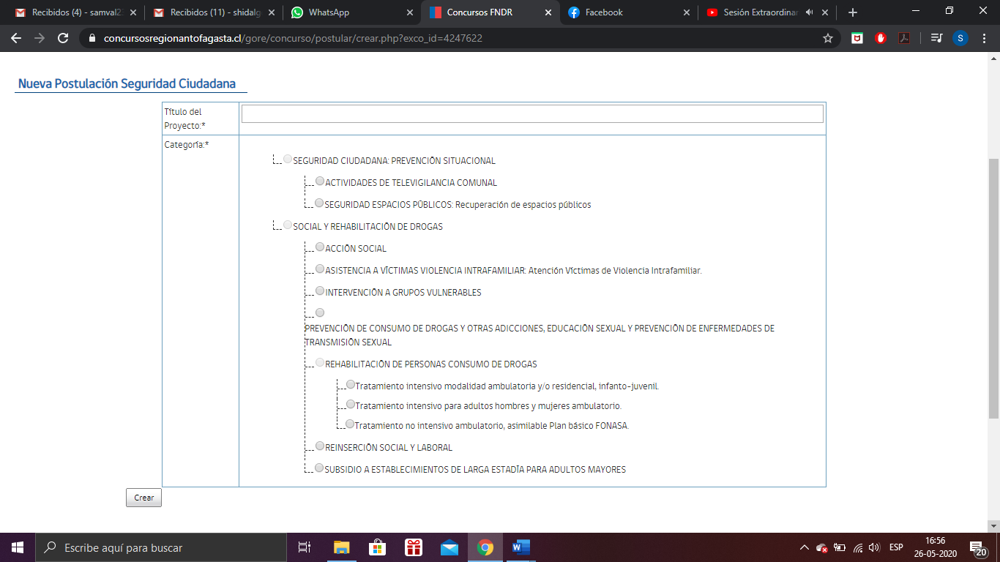 Recibidos (4) - samval2
Recibidos (11) - shidalg
WhatsApp
Concursos FNDR
Facebook
Sesión Extraordinar
concursosregionantofagasta.cl/gore/concurso/postular/crear.php?exco_id=4247622
S
Nueva Postulación Seguridad Ciudadana
Título del
Proyecto:*
Categoría:*
SEGURIDAD CIUDADANA: PREVENCIÓN SITUACIONAL
ACTIVIDADES DE TELEVIGILANCIA COMUNAL
SEGURIDAD ESPACIOS PÚBLICOS: Recuperación de espacios públicos
SOCIAL Y REHABILITACIÓN DE DROGAS
ACCIÓN SOCIAL
ASISTENCIA A VÍCTIMAS VIOLENCIA INTRAFAMILIAR: Atención Víctimas de Violencia Intrafamiliar.
INTERVENCIÓN A GRUPOS VULNERABLES
PREVENCIÓN DE CONSUMO DE DROGAS Y OTRAS ADICCIONES, EDUCACIÓN SEXUAL Y PREVENCIÓN DE ENFERMEDADES DE
TRANSMISIÓN SEXUAL
REHABILITACIÓN DE PERSONAS CONSUMO DE DROGAS
Tratamiento intensivo modalidad ambulatoria y/o residencial, infanto-juvenil.
Tratamiento intensivo para adultos hombres y mujeres ambulatorio.
Tratamiento no intensivo ambulatorio, asimilable Plan básico FONASA.
REINSERCIÓN SOCIAL Y LABORAL
SUBSIDIO A ESTABLECIMIENTOS DE LARGA ESTADÍA PARA ADULTOS MAYORES
Crear
Escribe aquí para buscar
ESP
16:56
26-05-2020
20